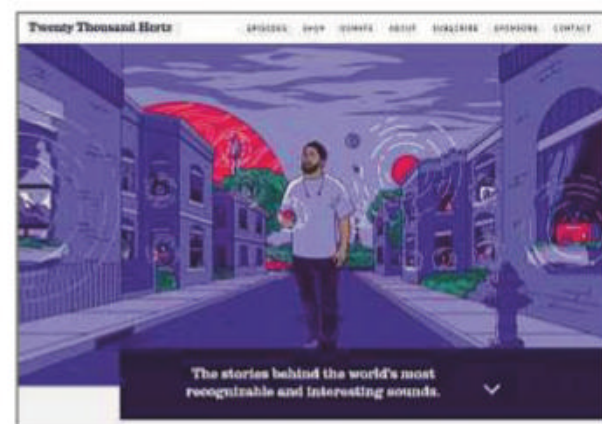 Twenty Thousand Hertz
EPISODES SHOP DONATE ABOUT SUBSCRIBE SPONSORS CONTACT
The stories behind the world's most
recognizable and interesting sounds.